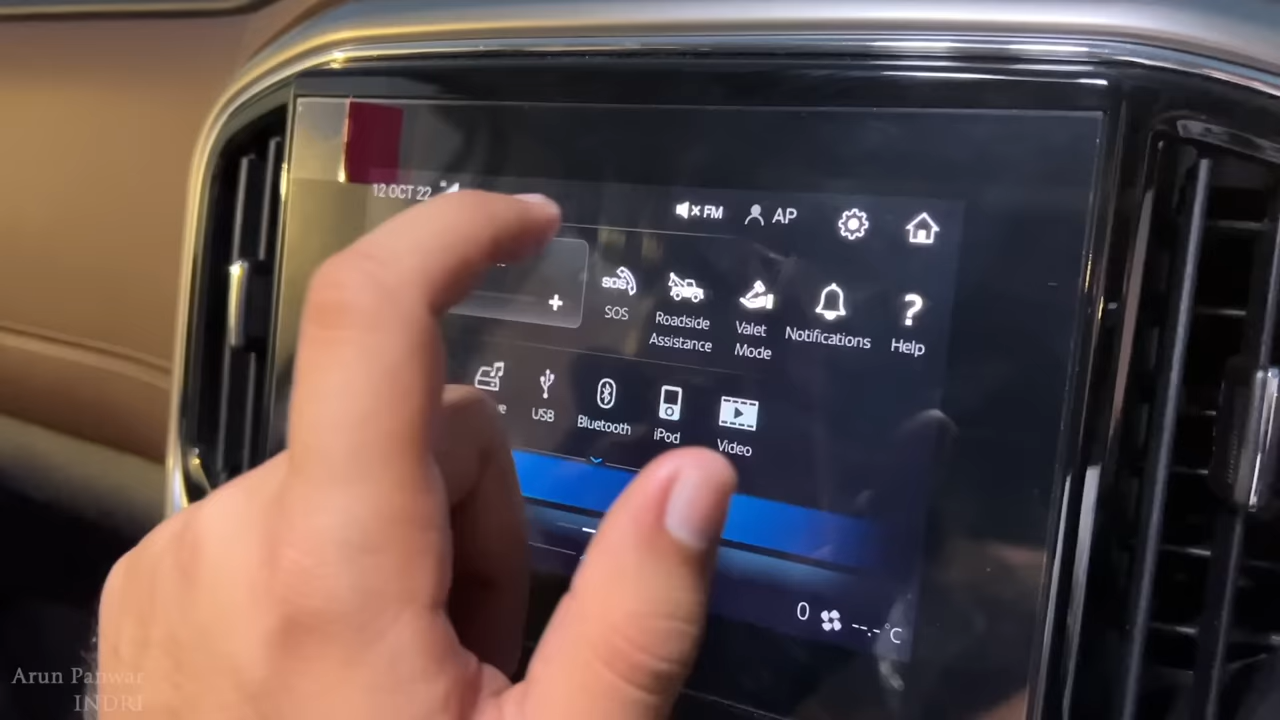 12 OCT 22
FM
AP
SOS
SOS
Roadside
Assistance
Valet
Mode
Notifications
?
Help
USB
Bluetooth
iPod
Video
0
--.-°C
Arun Panwar
INDRI